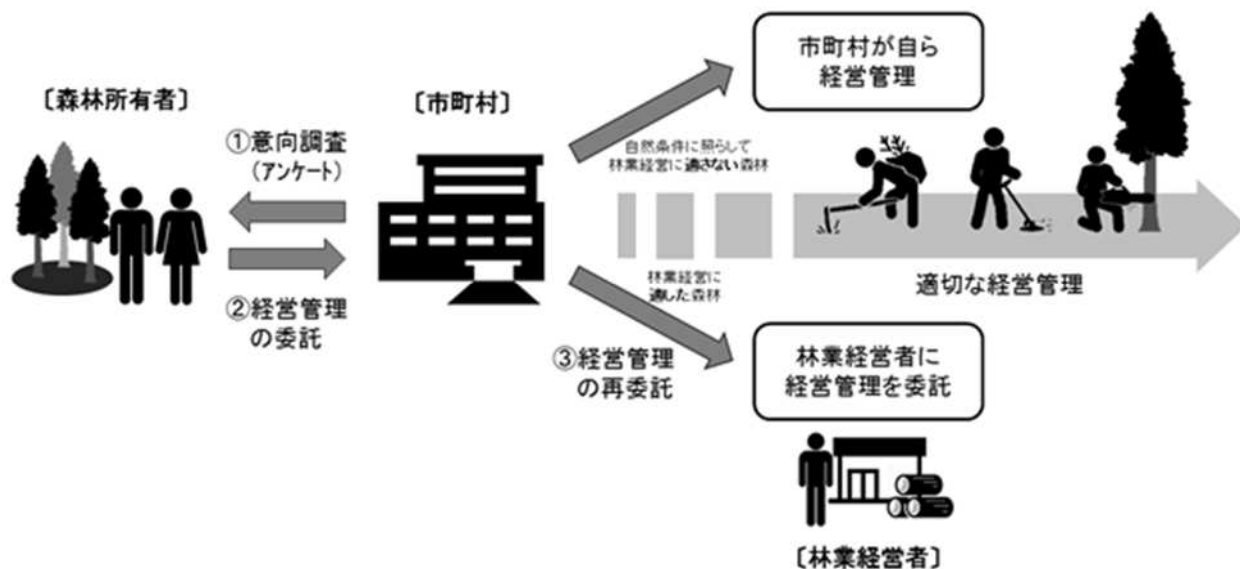 〔森林所有者〕
①意向調査
(アンケート)
②経営管理
の委託
〔市町村〕
市町村が自ら
経営管理
自然条件に照らして
林業経営に適さない森林
林業経営に
適した森林
適切な経営管理
③経営管理
の再委託
林業経営者に
経営管理を委託
〔林業経営者〕